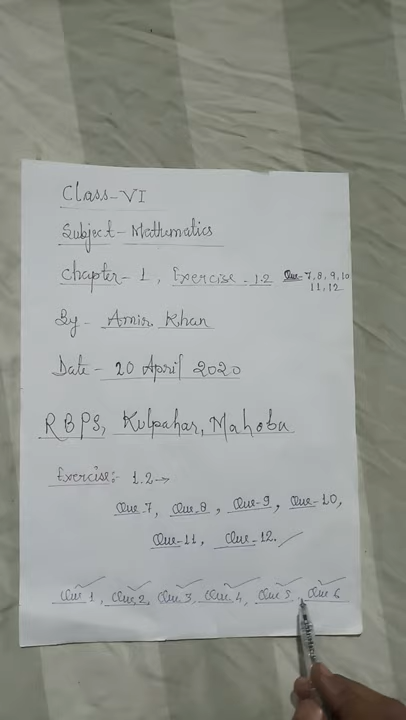 Class-VI
Subject- Mathematics
Chapter- 1, Exercise-1.2 Que- 7,8,9,10
11,12
By- Amir Khan
Date- 20 April 2020
RBPS, Kulpahar, Mahoba
Exercise:- 1.2→
Que-7, Que-8, Que-9, Que-10,
Que-11, Que-12.
Que 1, Que 2, Que 3, Que 4, Que 5, Que 6